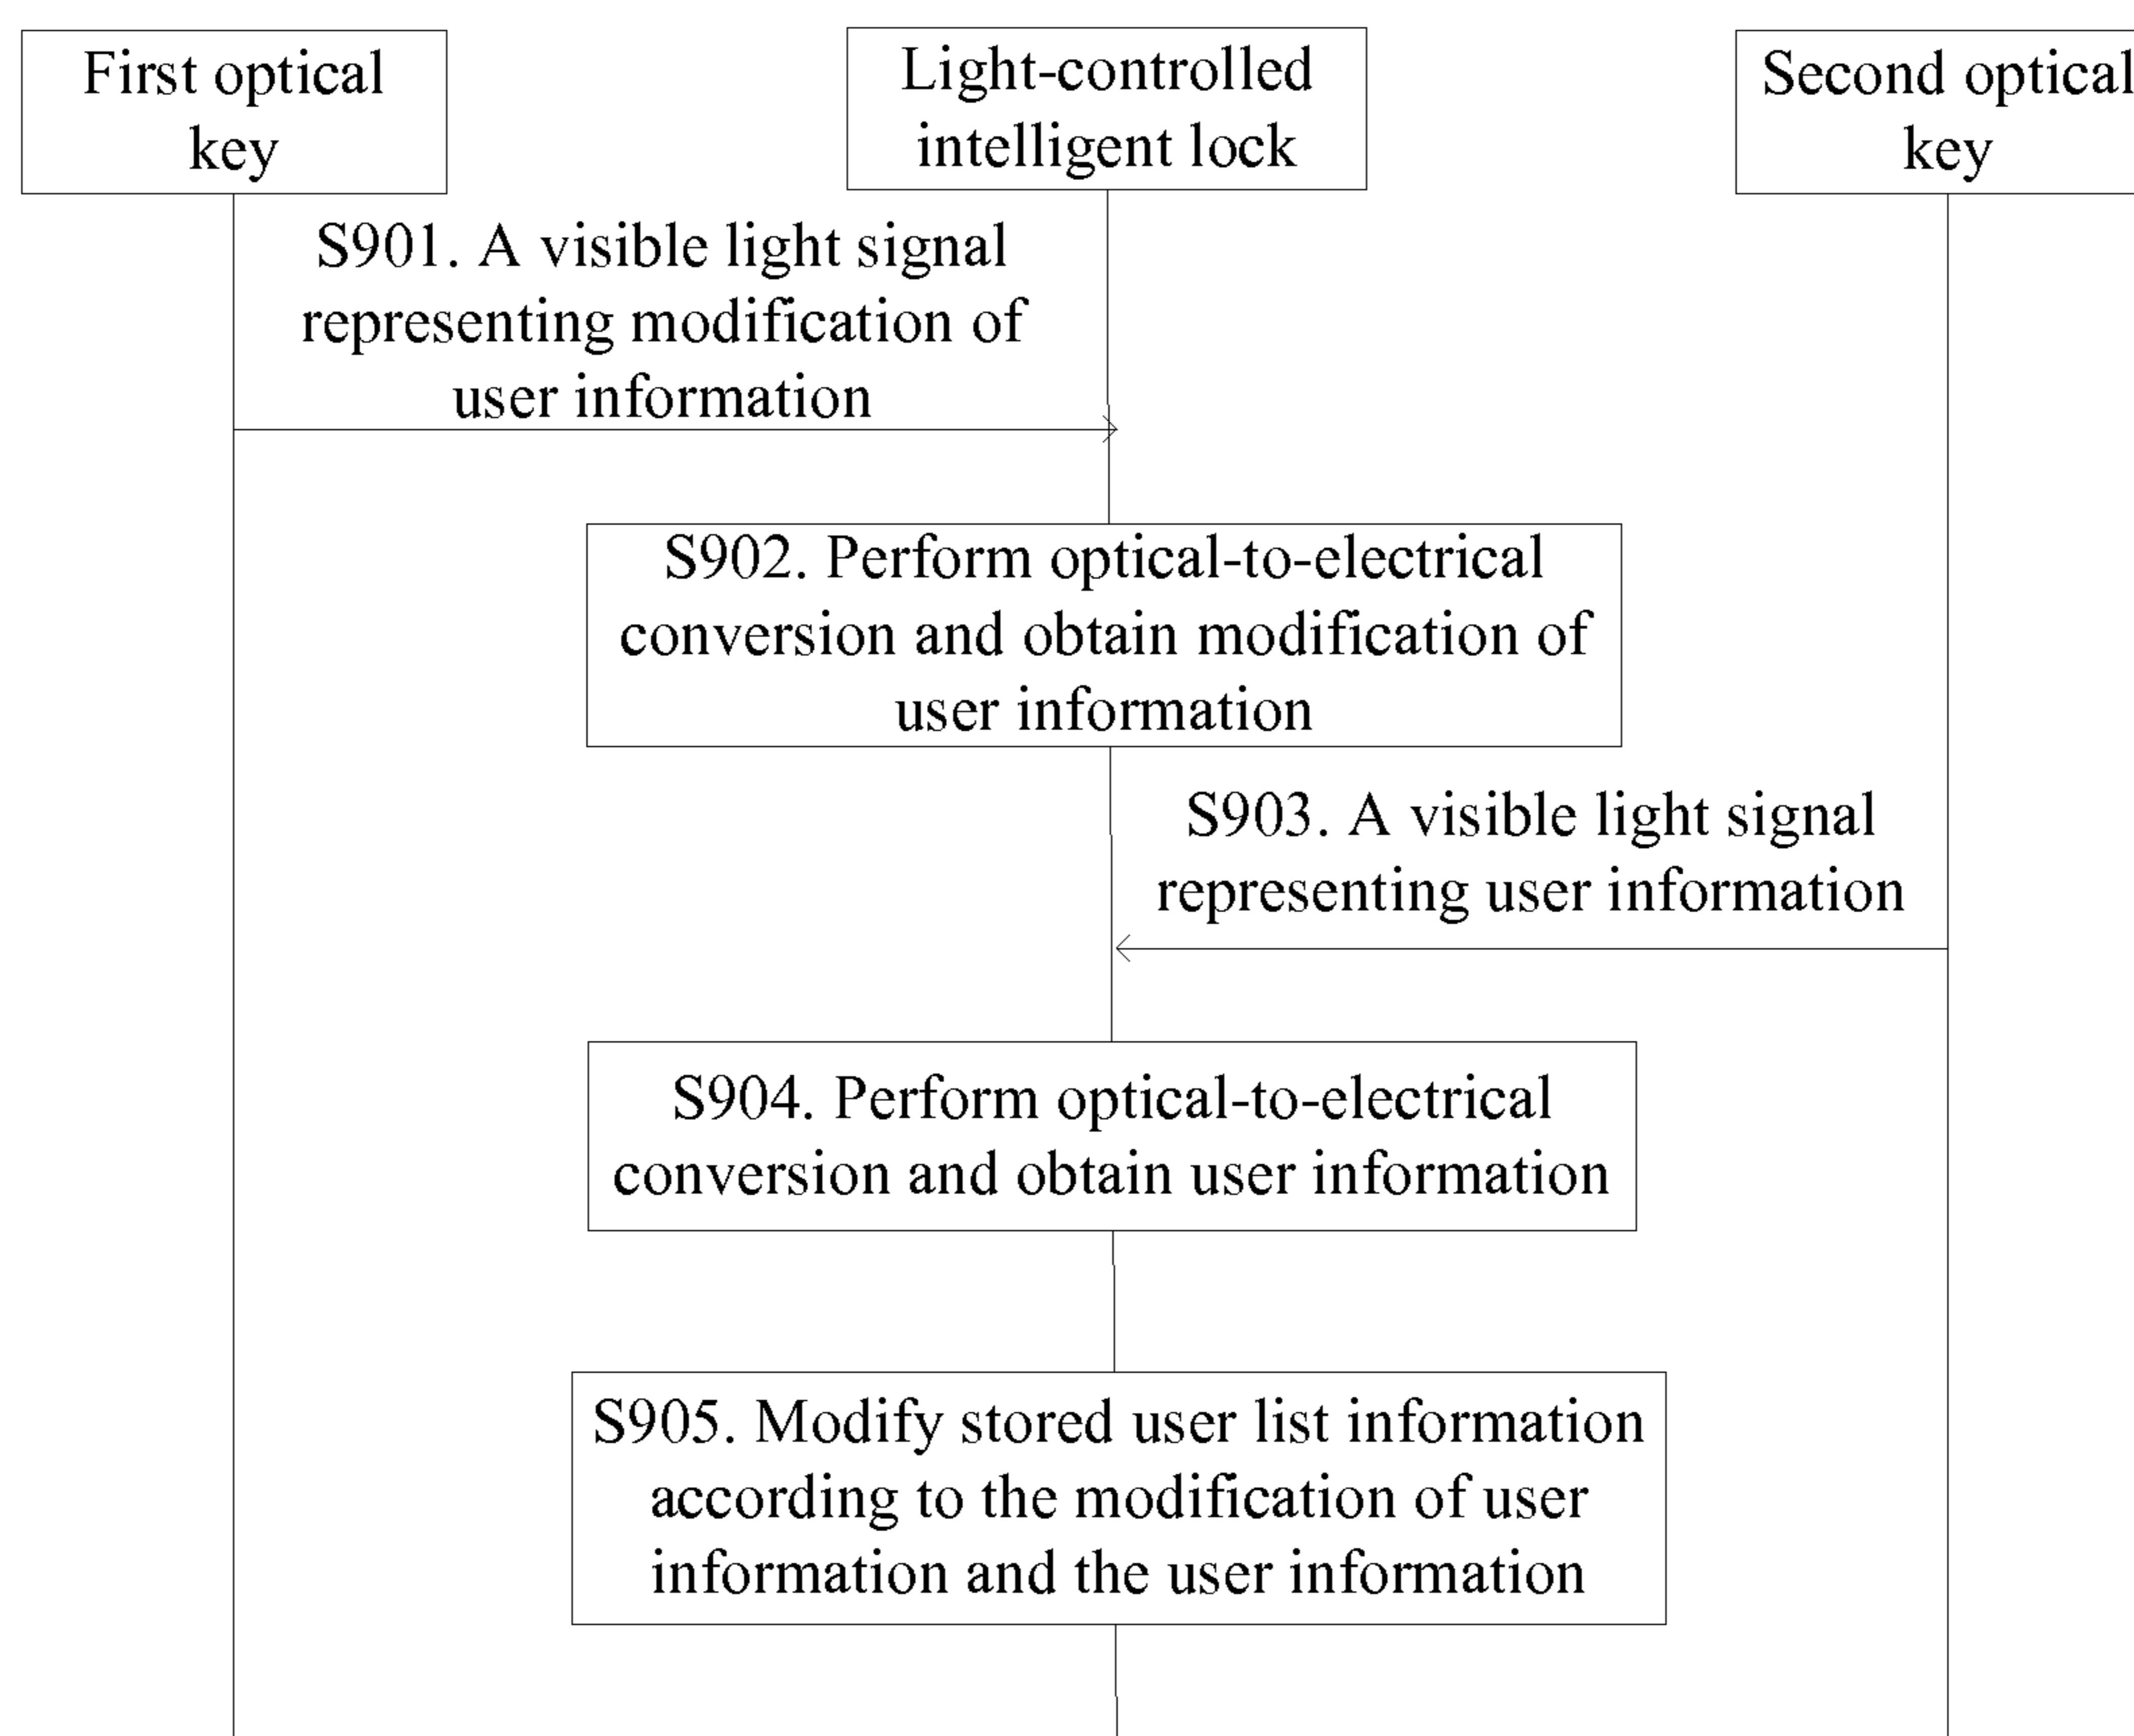 First optical
key
Light-controlled
intelligent lock
Second optical
key
S901. A visible light signal
representing modification of
user information
S902. Perform optical-to-electrical
conversion and obtain modification of
user information
S903. A visible light signal
representing user information
S904. Perform optical-to-electrical
conversion and obtain user information
S905. Modify stored user list information
according to the modification of user
information and the user information